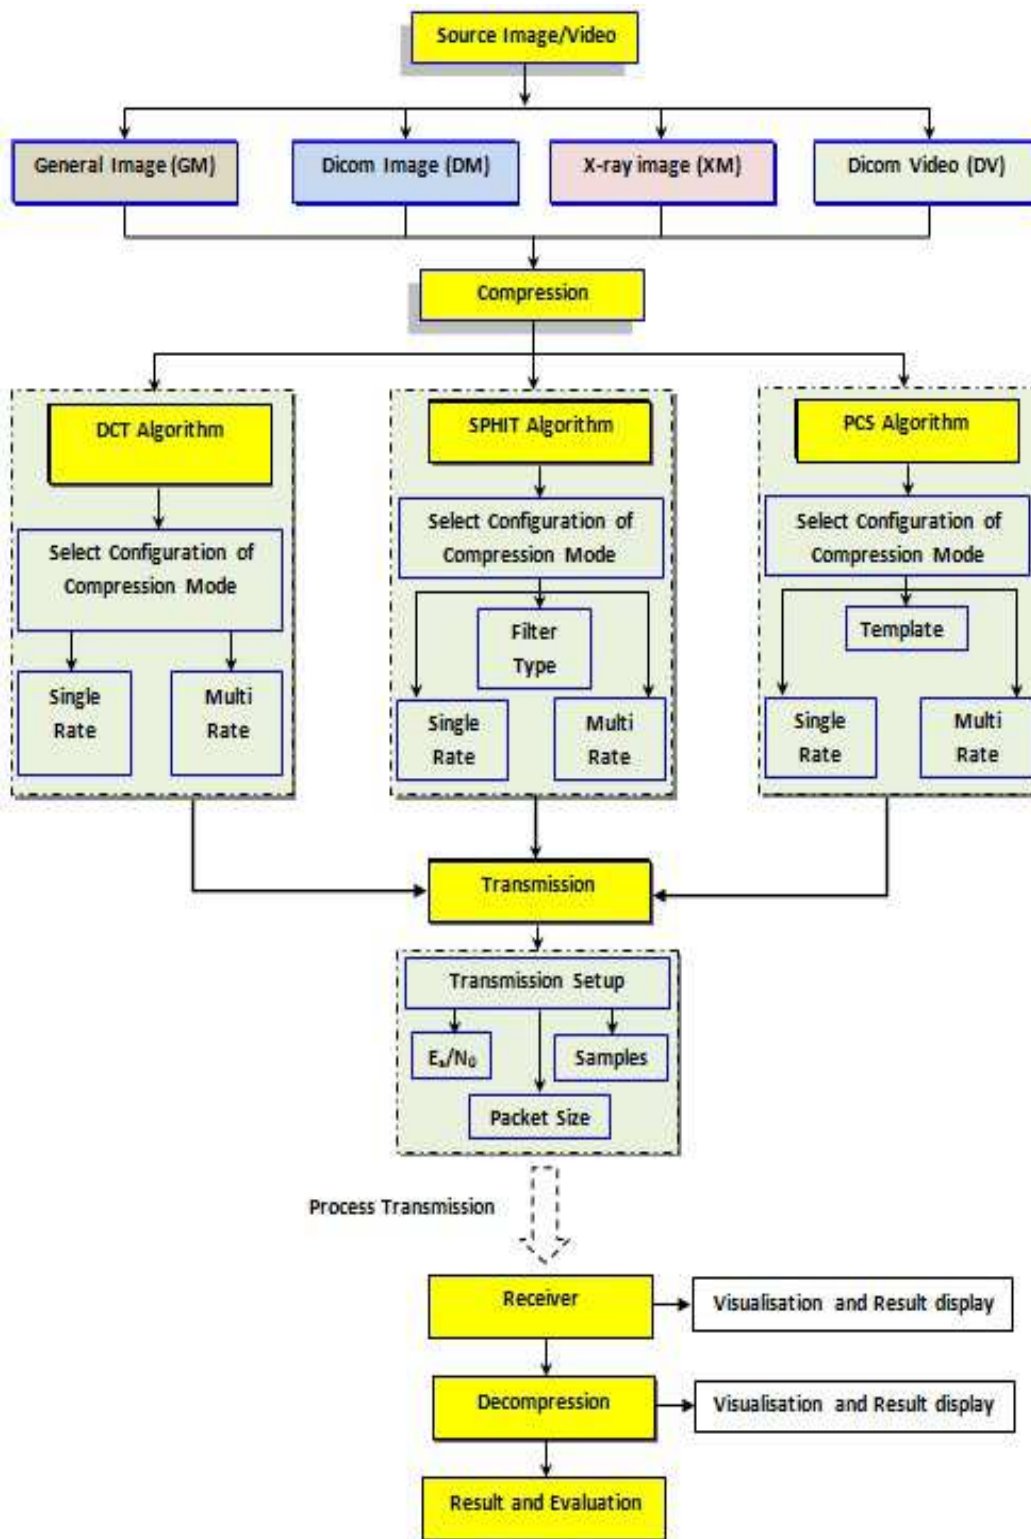 Source Image/Video
General Image (GM)
Dicom Image (DM)
X-ray image (XM)
Dicom Video (DV)
Compression
DCT Algorithm
Select Configuration of
Compression Mode
Single
Rate
Multi
Rate
SPHIT Algorithm
Select Configuration of
Compression Mode
Filter
Type
Single
Rate
Multi
Rate
PCS Algorithm
Select Configuration of
Compression Mode
Template
Single
Rate
Multi
Rate
Transmission
Transmission Setup
Eₛ/N₀
Samples
Packet Size
Process Transmission
Receiver
Visualisation and Result display
Decompression
Visualisation and Result display
Result and Evaluation